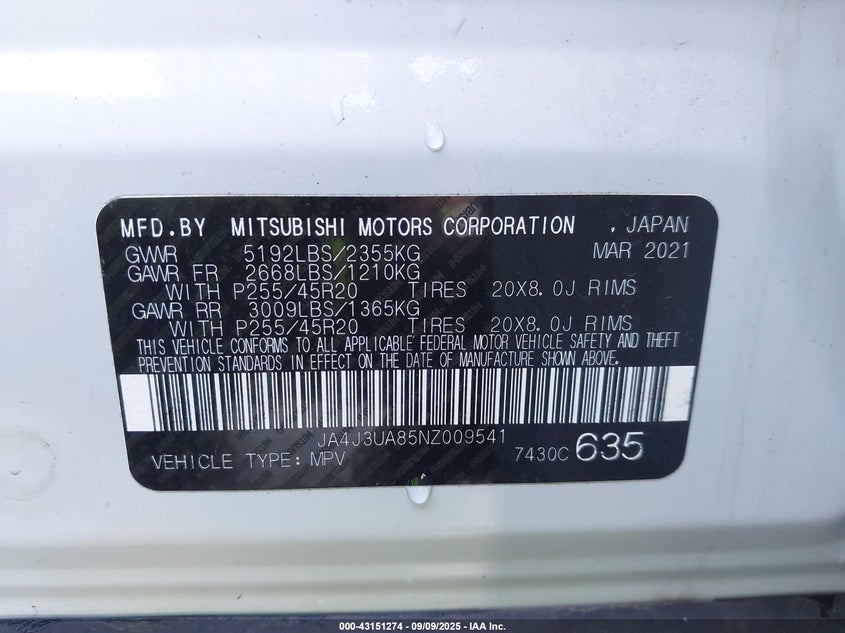 MFD.BY MITSUBISHI MOTORS CORPORATION , JAPAN
GVWR 5192LBS/2355KG MAR 2021
GAWR FR 2668LBS/1210KG
WITH P255/45R20 TIRES 20X8.0J RIMS
GAWR RR 3009LBS/1365KG
WITH P255/45R20 TIRES 20X8.0J RIMS
THIS VEHICLE CONFORMS TO ALL APPLICABLE FEDERAL MOTOR VEHICLE SAFETY AND THEFT
PREVENTION STANDARDS IN EFFECT ON THE DATE OF MANUFACTURE SHOWN ABOVE.
JA4J3UA85NZ009541
VEHICLE TYPE: MPV 7430C 635
000-43151274 - 09/09/2025 - IAA Inc.